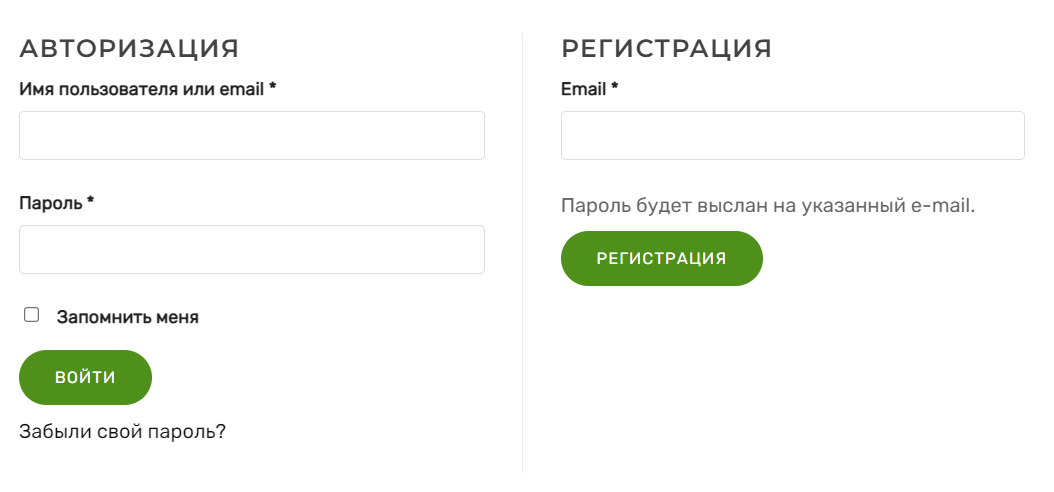 АВТОРИЗАЦИЯ
Имя пользователя или email *
Пароль *
Запомнить меня
ВОЙТИ
Забыли свой пароль?
РЕГИСТРАЦИЯ
Email *
Пароль будет выслан на указанный e-mail.
РЕГИСТРАЦИЯ